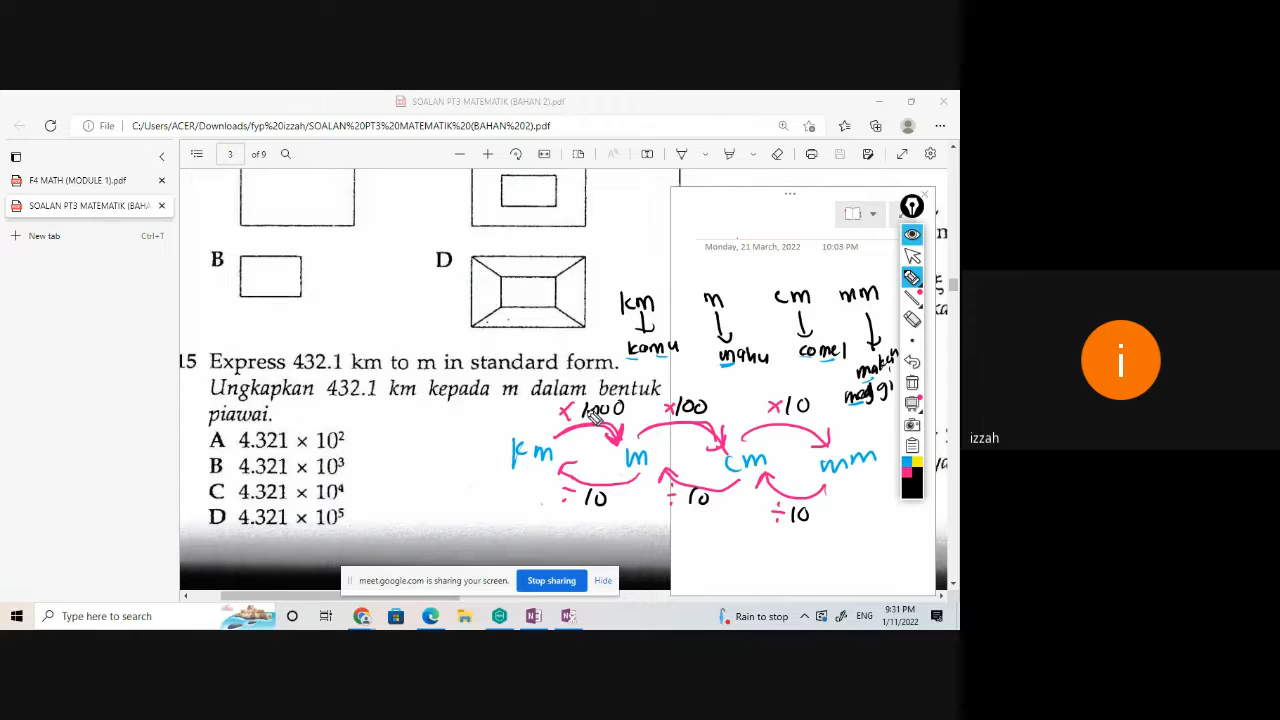 SOALAN PT3 MATEMATIK (BAHAN 2).pdf
File C:/Users/ACER/Downloads/fyp%20izzah/SOALAN%20PT3%20MATEMATIK%20(BAHAN%202).pdf
3 of 9
F4 MATH (MODULE 1).pdf
SOALAN PT3 MATEMATIK (BAHA
New tab Ctrl+T
B
D
Monday, 21 March, 2022 10:03 PM
km m cm mm
komu mahu comel makan
maggi
15 Express 432.1 km to m in standard form.
Ungkapkan 432.1 km kepada m dalam bentuk
piawai.
A 4.321 × 10²
B 4.321 × 10³
C 4.321 × 10⁴
D 4.321 × 10⁵
×1000 ×100 ×10
km m cm mm
÷10 ÷10 ÷10
izzah
i
meet.google.com is sharing your screen. Stop sharing Hide
Type here to search
Rain to stop ENG 9:31 PM
1/11/2022